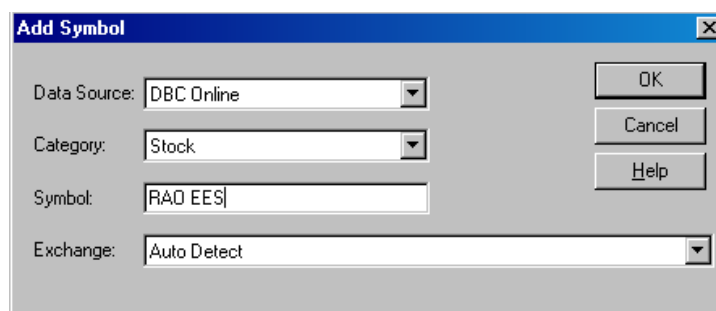 Add Symbol
Data Source: DBC Online
OK
Category: Stock
Cancel
Help
Symbol: RAO EES
Exchange: Auto Detect